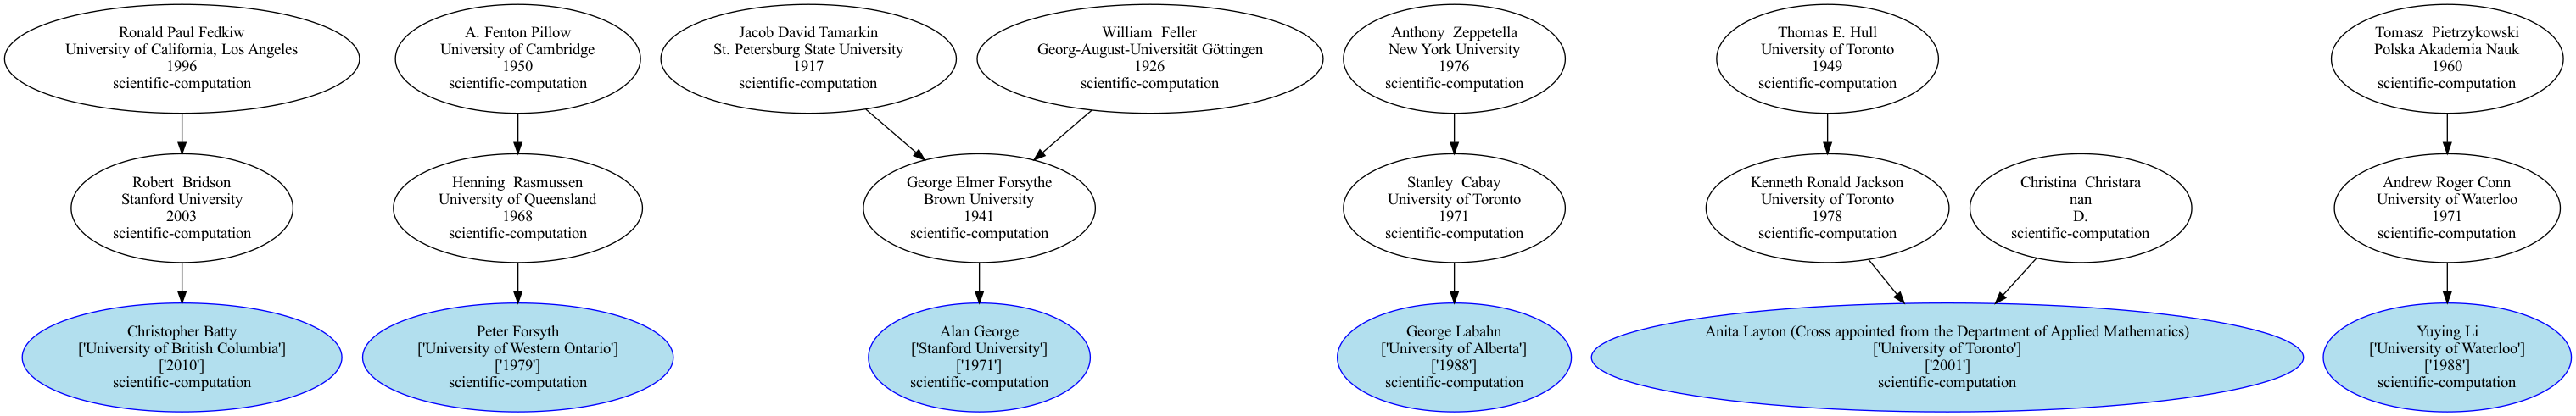 Ronald Paul Fedkiw
University of California, Los Angeles
1996
scientific-computation
A. Fenton Pillow
University of Cambridge
1950
scientific-computation
Jacob David Tamarkin
St. Petersburg State University
1917
scientific-computation
William  Feller
Georg-August-Universität Göttingen
1926
scientific-computation
Anthony  Zeppetella
New York University
1976
scientific-computation
Thomas E. Hull
University of Toronto
1949
scientific-computation
Tomasz  Pietrzykowski
Polska Akademia Nauk
1960
scientific-computation
Robert  Bridson
Stanford University
2003
scientific-computation
Henning  Rasmussen
University of Queensland
1968
scientific-computation
George Elmer Forsythe
Brown University
1941
scientific-computation
Stanley  Cabay
University of Toronto
1971
scientific-computation
Kenneth Ronald Jackson
University of Toronto
1978
scientific-computation
Christina  Christara
nan
D.
scientific-computation
Andrew Roger Conn
University of Waterloo
1971
scientific-computation
Christopher Batty
['University of British Columbia']
['2010']
scientific-computation
Peter Forsyth
['University of Western Ontario']
['1979']
scientific-computation
Alan George
['Stanford University']
['1971']
scientific-computation
George Labahn
['University of Alberta']
['1988']
scientific-computation
Anita Layton (Cross appointed from the Department of Applied Mathematics)
['University of Toronto']
['2001']
scientific-computation
Yuying Li
['University of Waterloo']
['1988']
scientific-computation